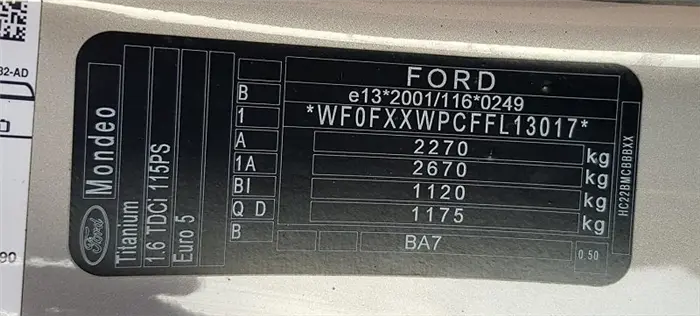 32-AD
90
Ford
Mondeo
Titanium
1.6 TDCi 115PS
Euro 5
B
1
A
1A
BI
Q D
B
FORD
e13*2001/116*0249
*WF0FXXWPCFFL13017*
2270 kg
2670 kg
1120 kg
1175 kg
BA7
0.50
HC22BMCBBBXX